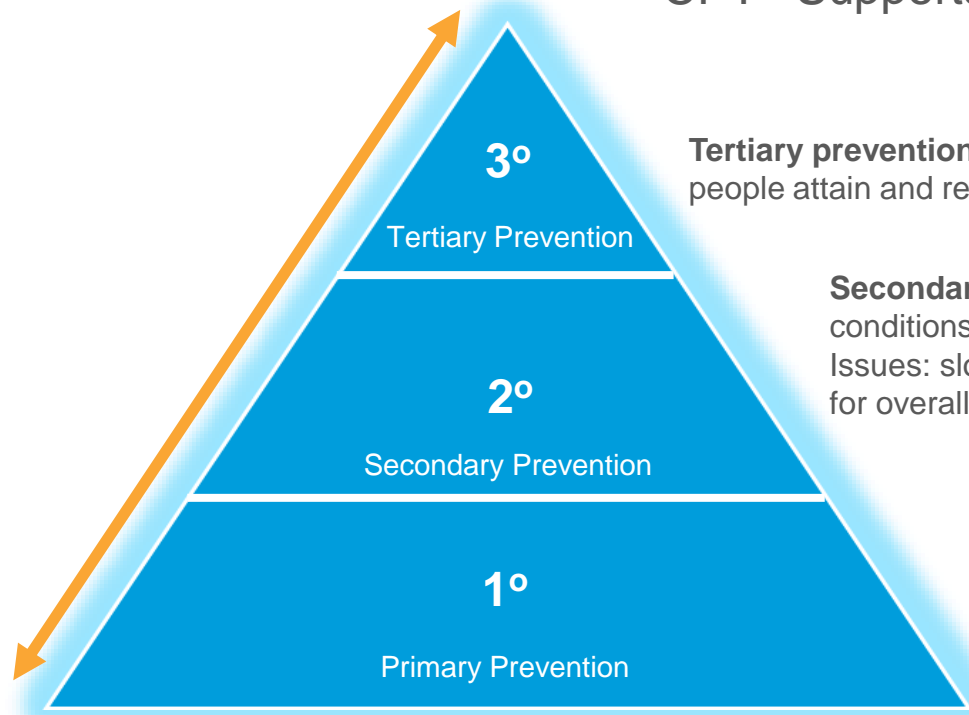 Supports
3º
Tertiary Prevention
Tertiary prevention
people attain and re
2º
Secondary Prevention
Secondar
conditions
Issues: slo
for overall
1º
Primary Prevention